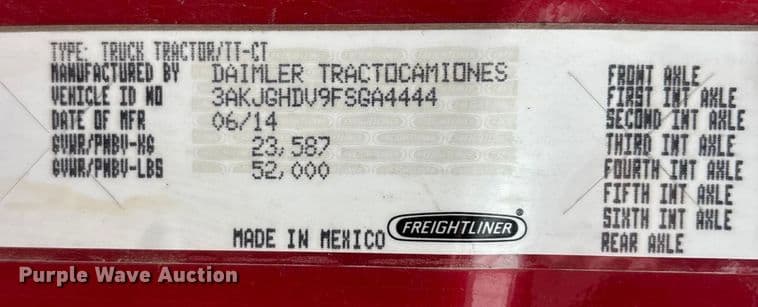 TYPE: TRUCK TRACTOR/TT-CT
MANUFACTURED BY DAIMLER TRACTOCAMIONES
VEHICLE ID NO 3AKJGHDV9FSGA4444
DATE OF MFR 06/14
GVWR/PNBV-KG 23,587
GVWR/PNBV-LBS 52,000
MADE IN MEXICO FREIGHTLINER®
FRONT AXLE
FIRST INT AXLE
SECOND INT AXLE
THIRD INT AXLE
FOURTH INT AXLE
FIFTH INT AXLE
SIXTH INT AXLE
REAR AXLE
Purple Wave Auction